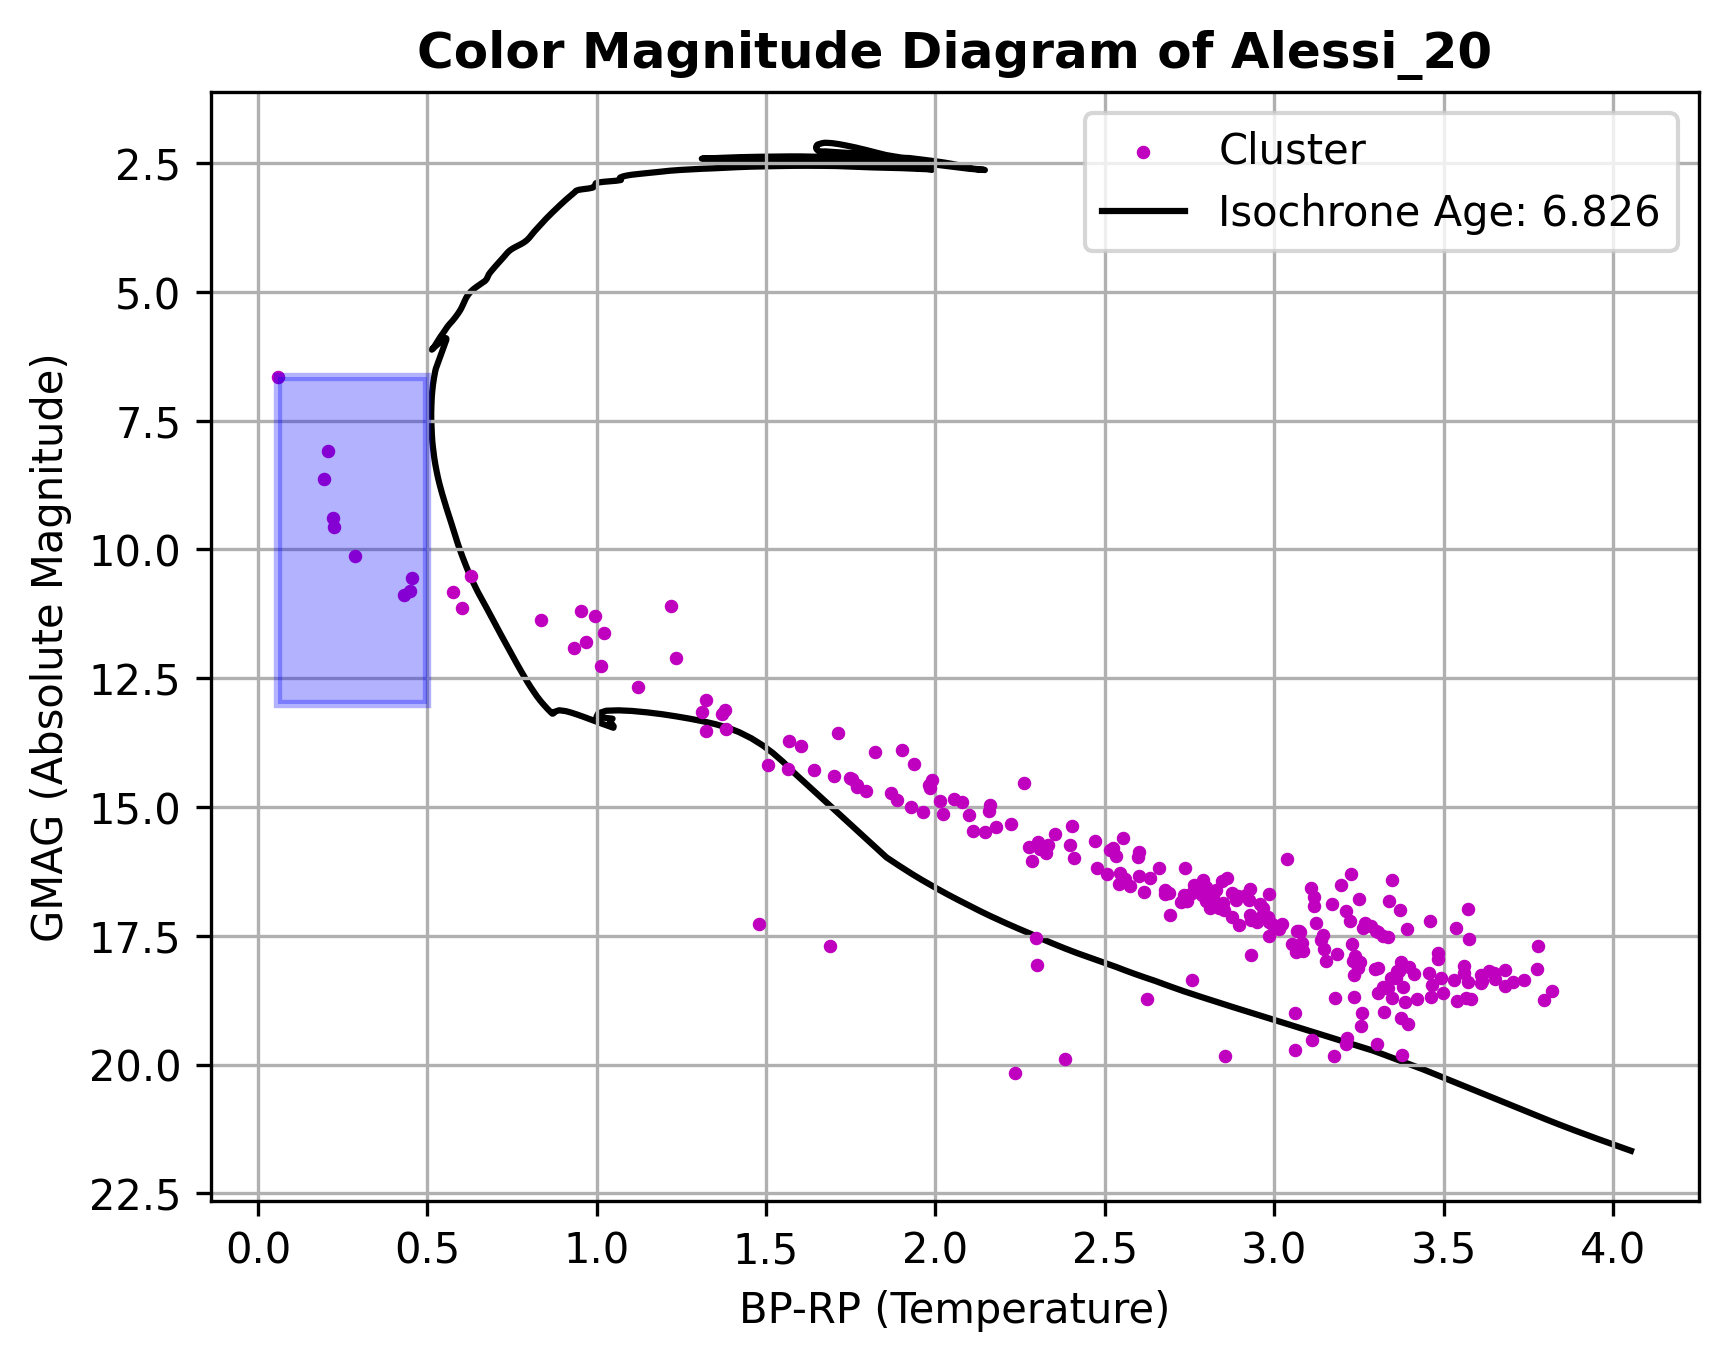 Color Magnitude Diagram of Alessi_20
Cluster
Isochrone Age: 6.826
GMAG (Absolute Magnitude)
2.5
5.0
7.5
10.0
12.5
15.0
17.5
20.0
22.5
0.0 0.5 1.0 1.5 2.0 2.5 3.0 3.5 4.0
BP-RP (Temperature)